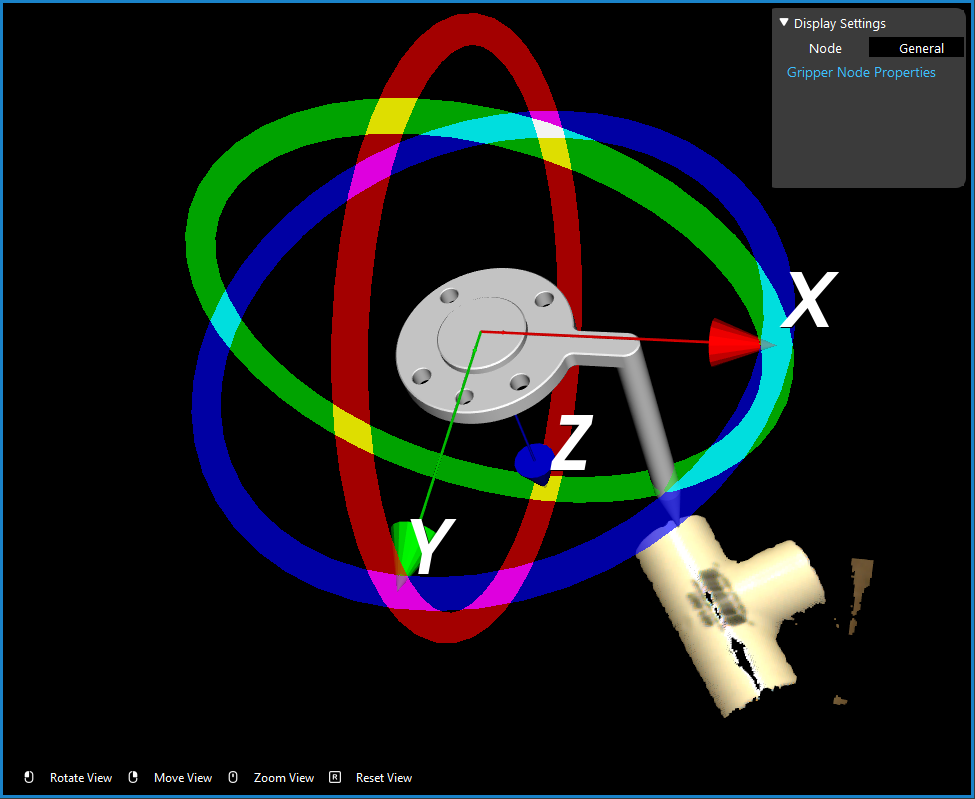 Display Settings
Node General
Gripper Node Properties
X
Z
Y
Rotate View Move View Zoom View R Reset View